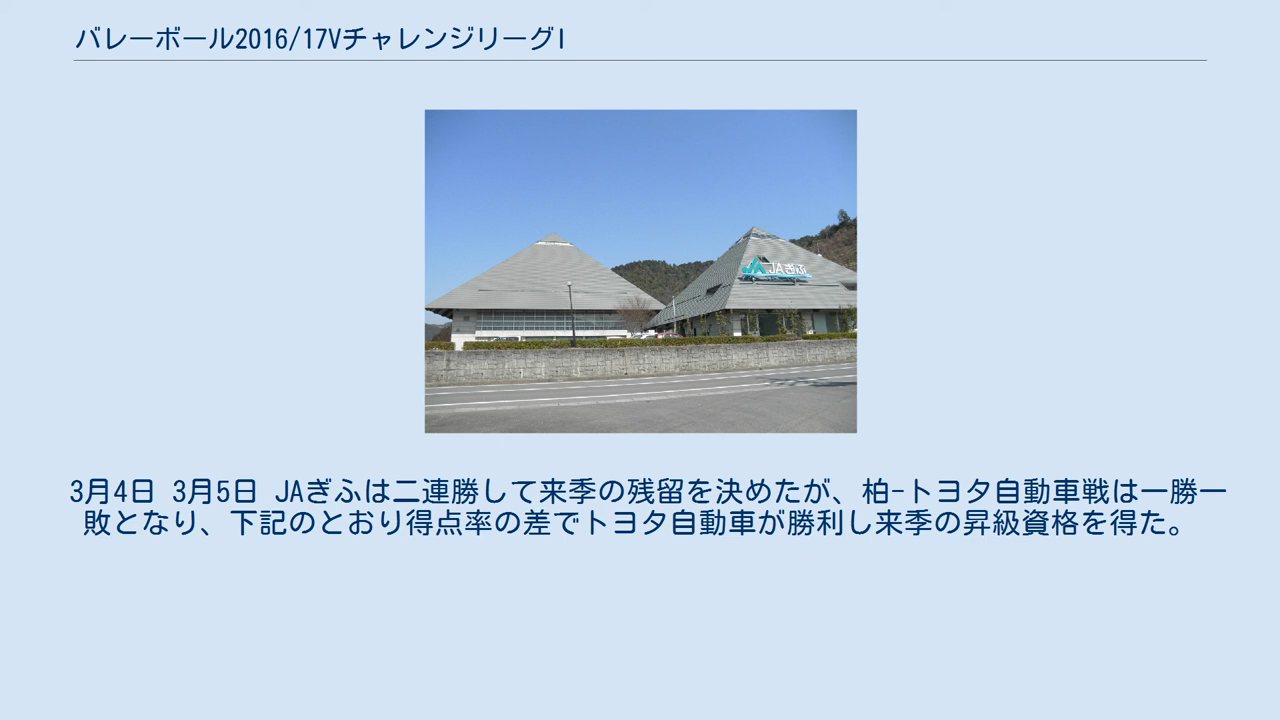 バレーボール2016/17VチャレンジリーグI
JAぎふ
3月4日 3月5日 JAぎふは二連勝して来季の残留を決めたが、柏-トヨタ自動車戦は一勝一
敗となり、下記のとおり得点率の差でトヨタ自動車が勝利し来季の昇級資格を得た。